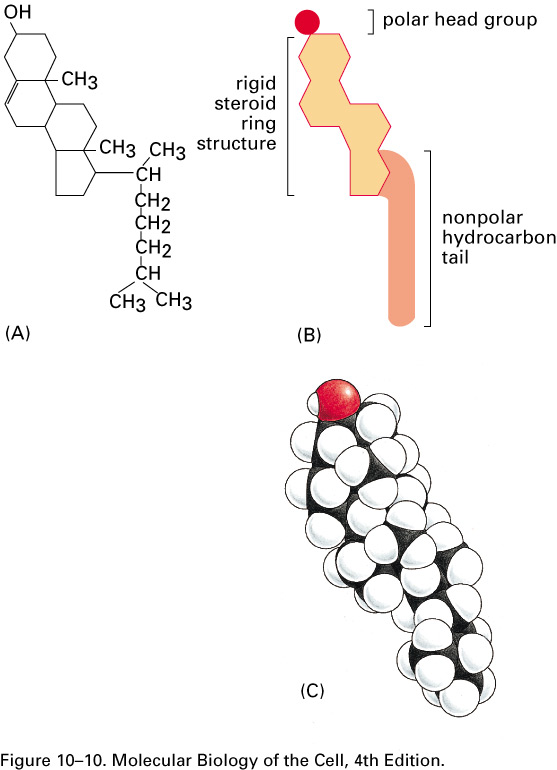 OH
CH3
CH3
CH3
CH
CH2
CH2
CH2
CH
CH3 CH3
(A)
polar head group
rigid
steroid
ring
structure
nonpolar
hydrocarbon
tail
(B)
(C)
Figure 10–10. Molecular Biology of the Cell, 4th Edition.